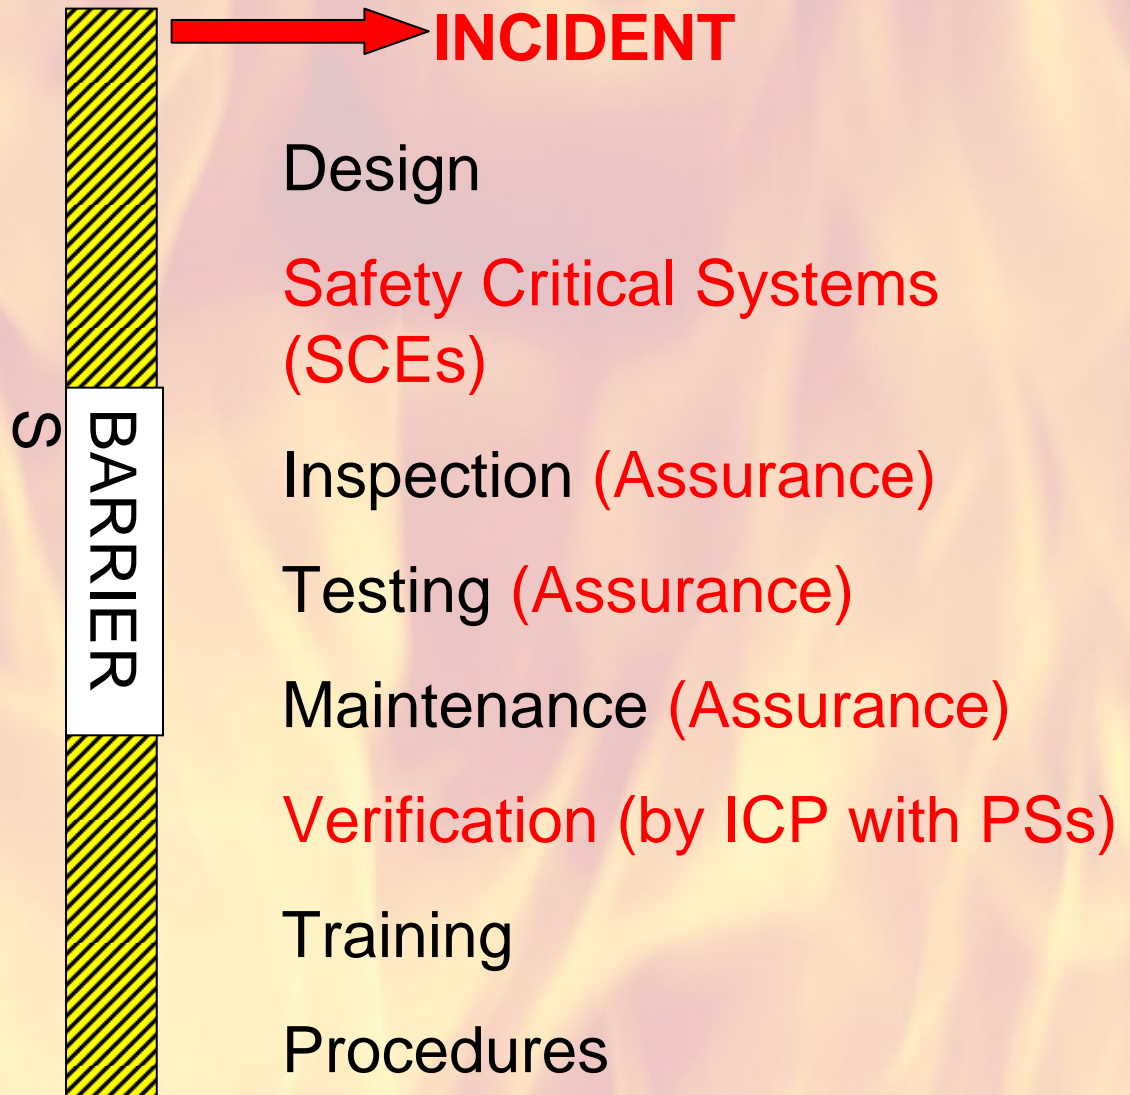 INCIDENT
Design
Safety Critical Systems
(SCEs)
BARRIER
S
Inspection (Assurance)
Testing (Assurance)
Maintenance (Assurance)
Verification (by ICP with PSs)
Training
Procedures